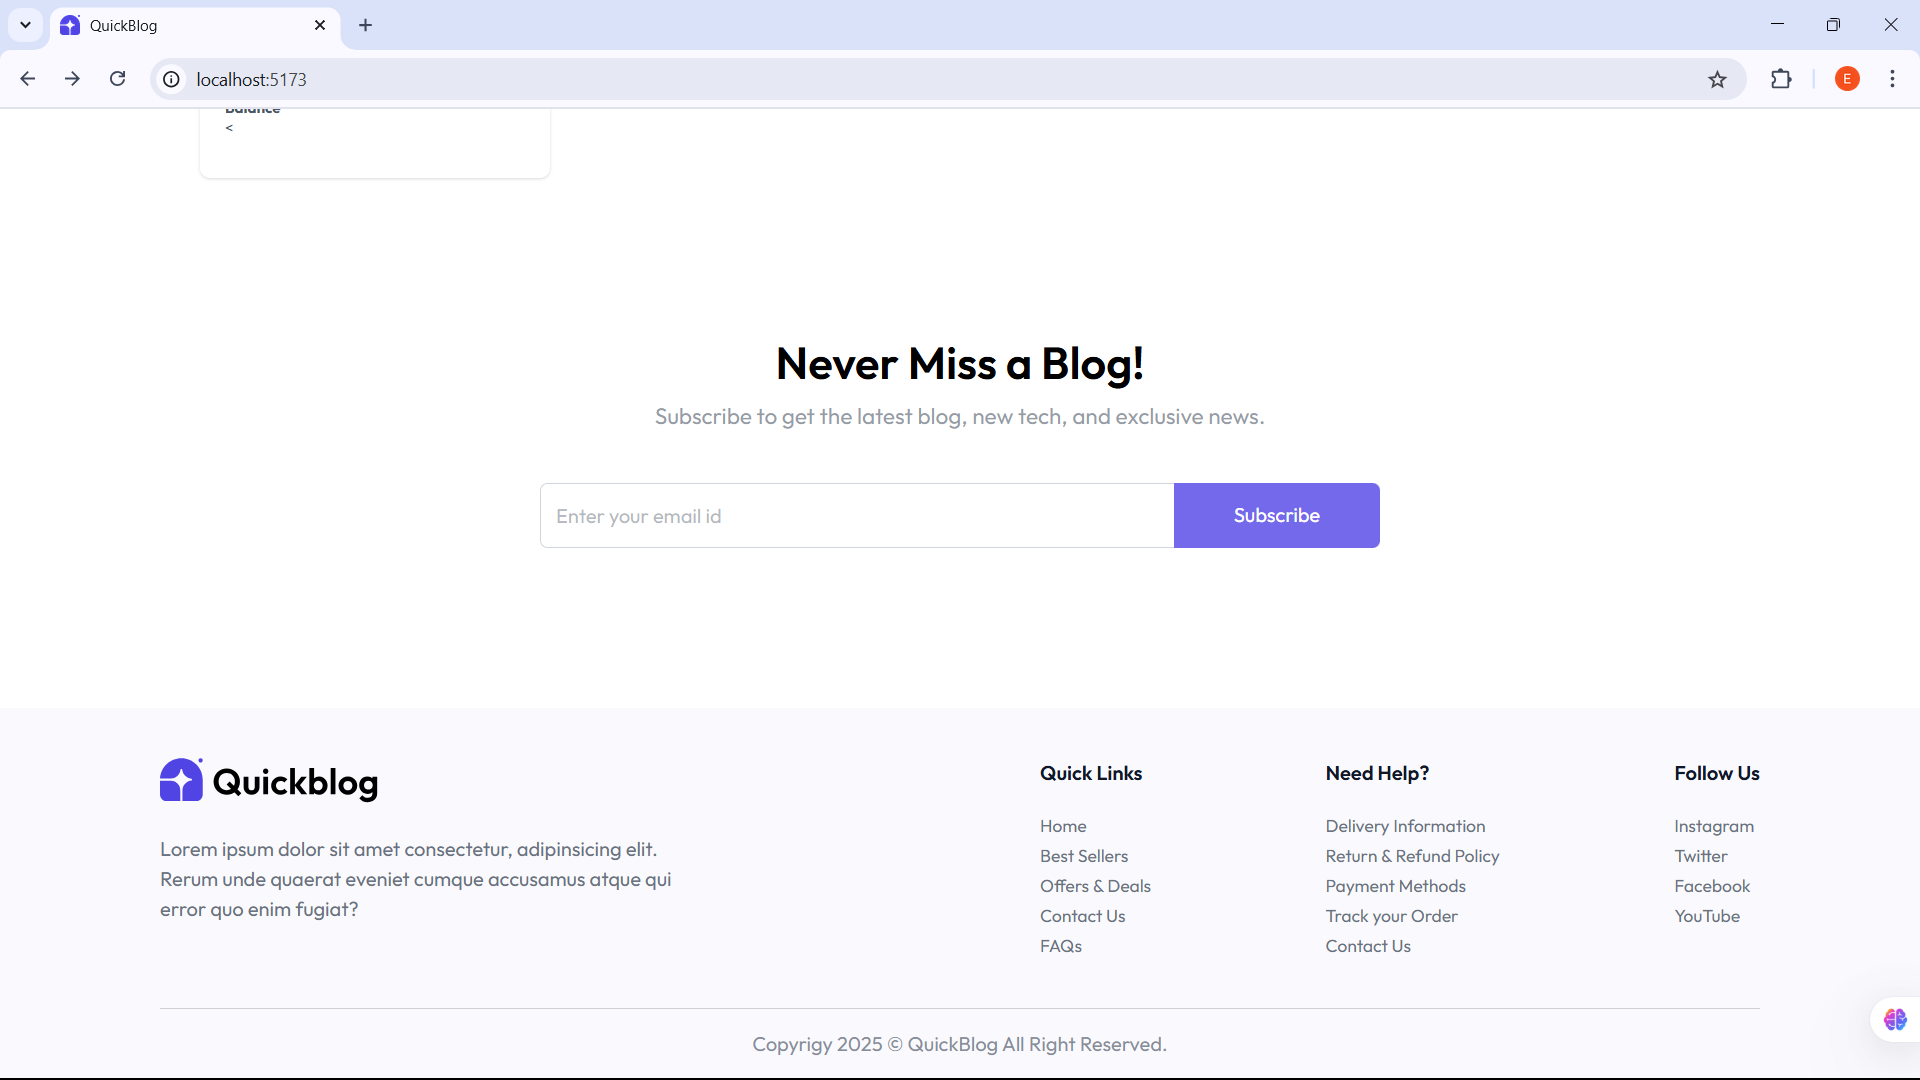 QuickBlog
localhost:5173
E
Balance
<
Never Miss a Blog!
Subscribe to get the latest blog, new tech, and exclusive news.
Enter your email id
Subscribe
Quickblog
Lorem ipsum dolor sit amet consectetur, adipinsicing elit.
Rerum unde quaerat eveniet cumque accusamus atque qui
error quo enim fugiat?
Quick Links
Home
Best Sellers
Offers & Deals
Contact Us
FAQs
Need Help?
Delivery Information
Return & Refund Policy
Payment Methods
Track your Order
Contact Us
Follow Us
Instagram
Twitter
Facebook
YouTube
Copyrigy 2025 © QuickBlog All Right Reserved.